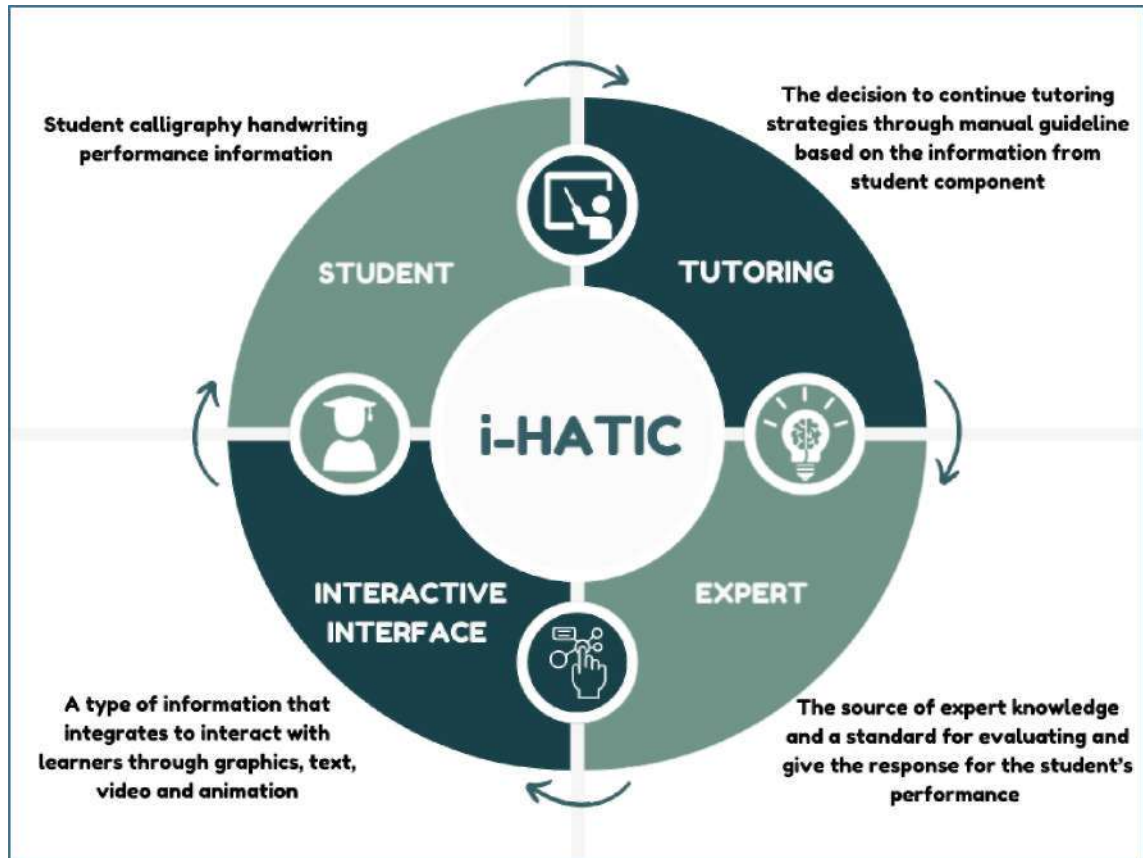 Student calligraphy handwriting
performance information
The decision to continue tutoring
strategies through manual guideline
based on the information from
student component
STUDENT
TUTORING
i-HATIC
INTERACTIVE
INTERFACE
EXPERT
A type of information that
integrates to interact with
learners through graphics, text,
video and animation
The source of expert knowledge
and a standard for evaluating and
give the response for the student's
performance